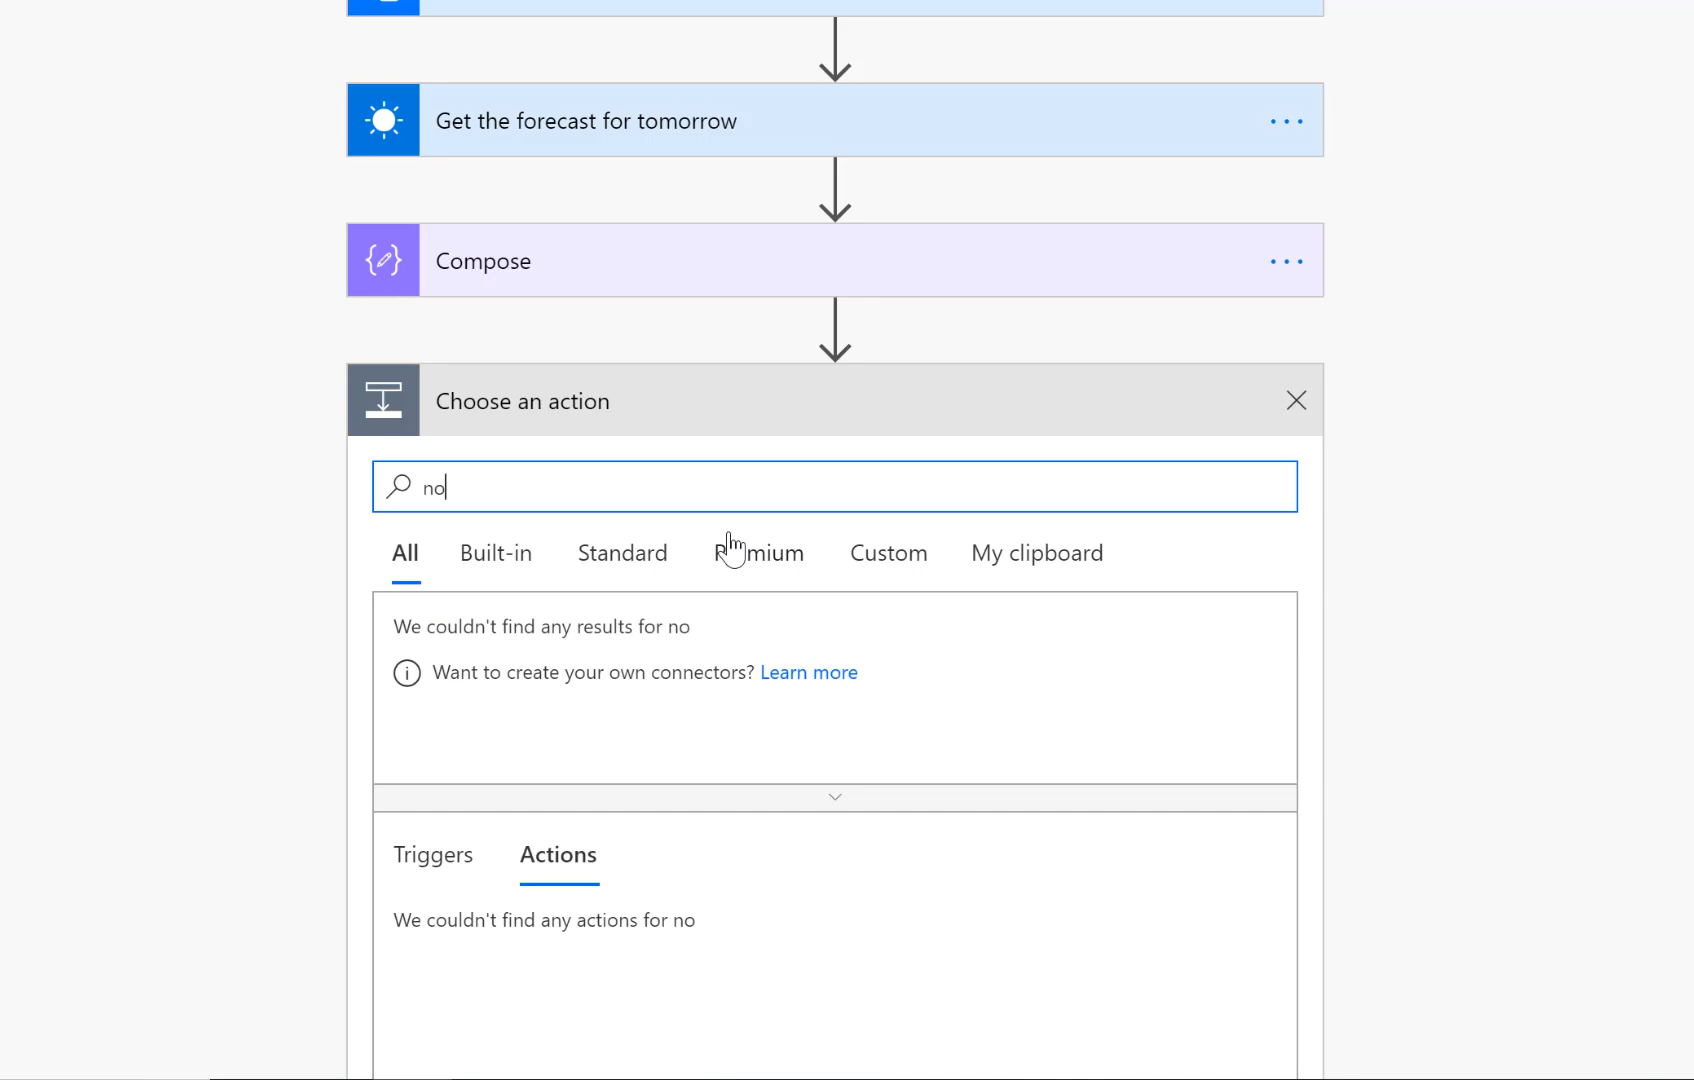 Get the forecast for tomorrow
Compose
Choose an action
no
All Built-in Standard Premium Custom My clipboard
We couldn't find any results for no
Want to create your own connectors? Learn more
Triggers Actions
We couldn't find any actions for no